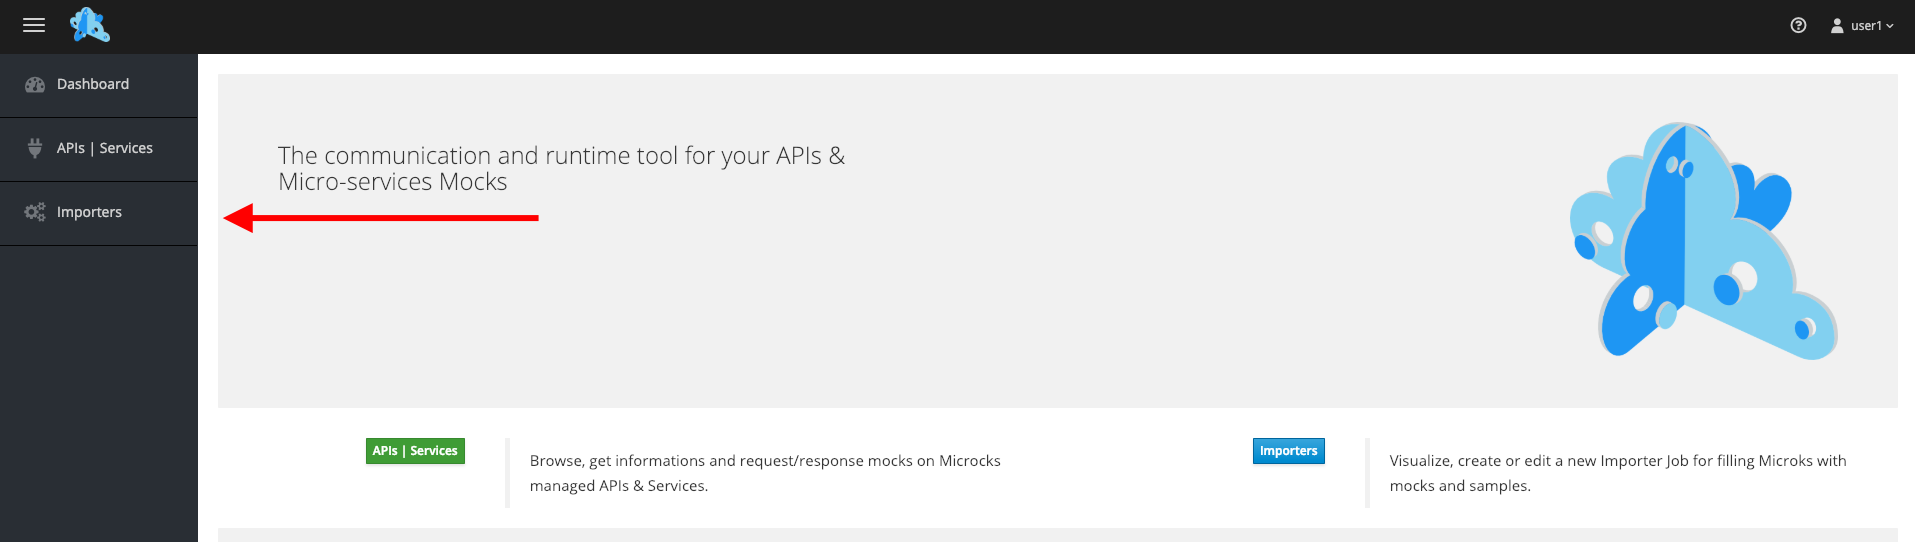 user1
Dashboard
APIs | Services
Importers
The communication and runtime tool for your APIs &
Micro-services Mocks
APIs | Services
Browse, get informations and request/response mocks on Microcks
managed APIs & Services.
Importers
Visualize, create or edit a new Importer Job for filling Microks with
mocks and samples.